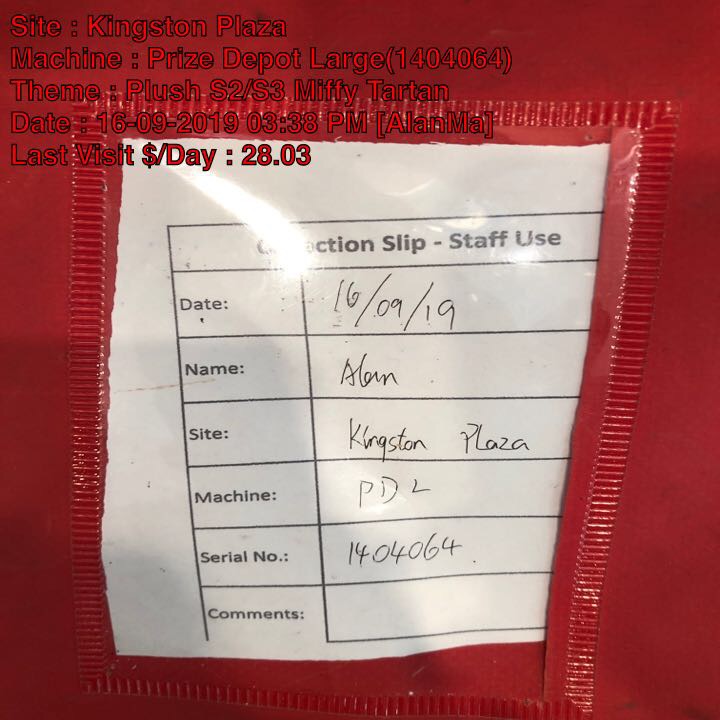 Site : Kingston Plaza
Machine : Prize Depot Large(1404064)
Theme : Plush S2/S3 Miffy Tartan
Date : 16-09-2019 03:38 PM [AlanMa]
Last Visit $/Day : 28.03
Slip - Staff Use
Date: 16/09/19
Name: Alan
Site: Kingston Plaza
Machine: PDL
Serial No.: 1404064
Comments: